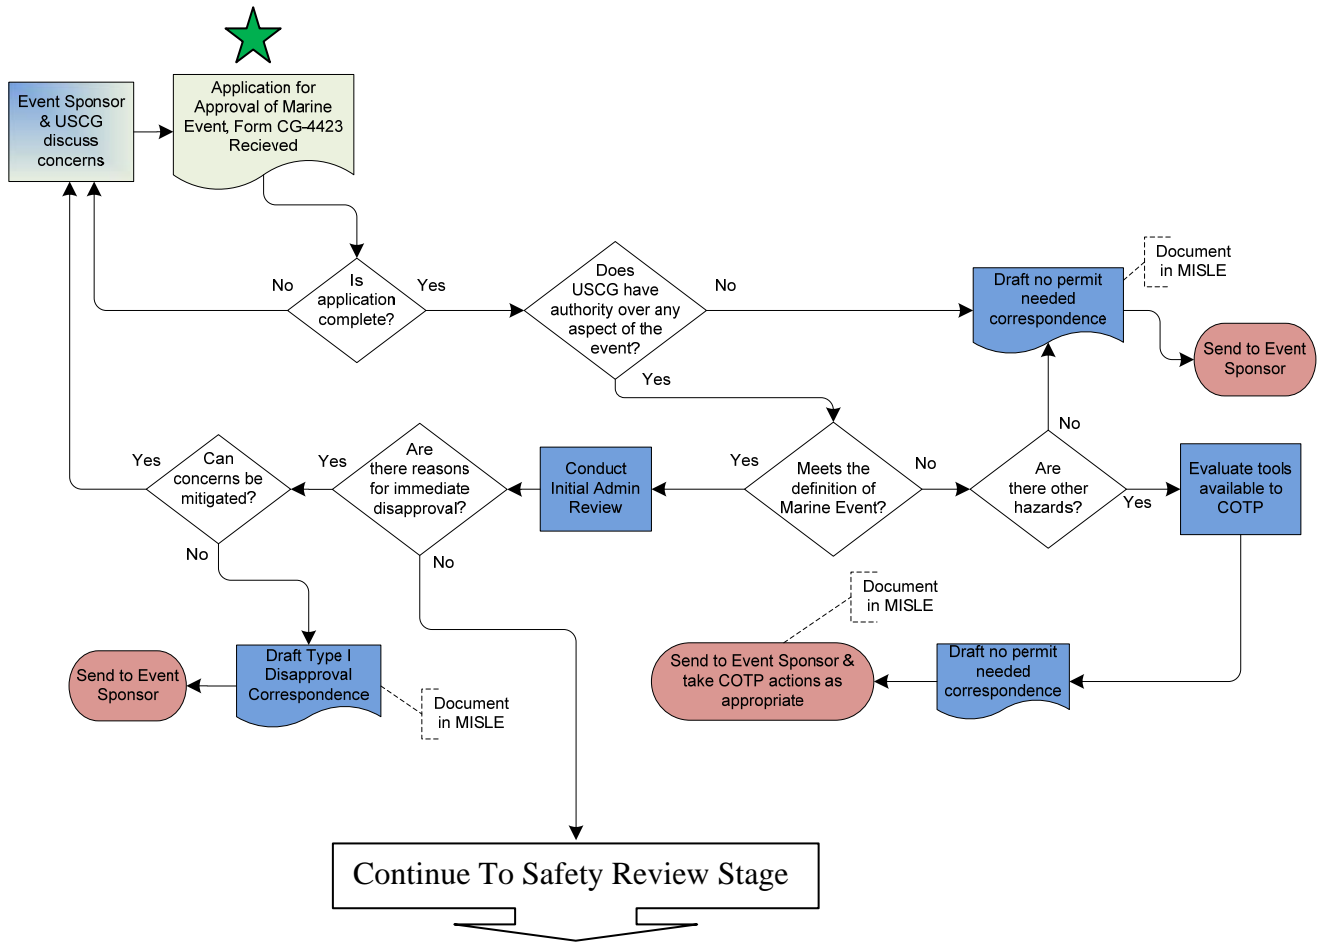 Event Sponsor
& USCG
discuss
concerns
Application for
Approval of Marine
Event, Form CG-4423
Recieved
No
Is
application
complete?
Yes
Does
USCG have
authority over any
aspect of the
event?
No
Yes
Draft no permit
needed
correspondence
Document
in MISLE
Send to Event
Sponsor
Yes
Can
concerns be
mitigated?
No
Yes
Are
there reasons
for immediate
disapproval?
No
Conduct
Initial Admin
Review
Yes
Meets the
definition of
Marine Event?
No
No
Are
there other
hazards?
Yes
Evaluate tools
available to
COTP
Send to Event
Sponsor
Draft Type I
Disapproval
Correspondence
Document
in MISLE
Document
in MISLE
Send to Event Sponsor &
take COTP actions as
appropriate
Draft no permit
needed
correspondence
Continue To Safety Review Stage